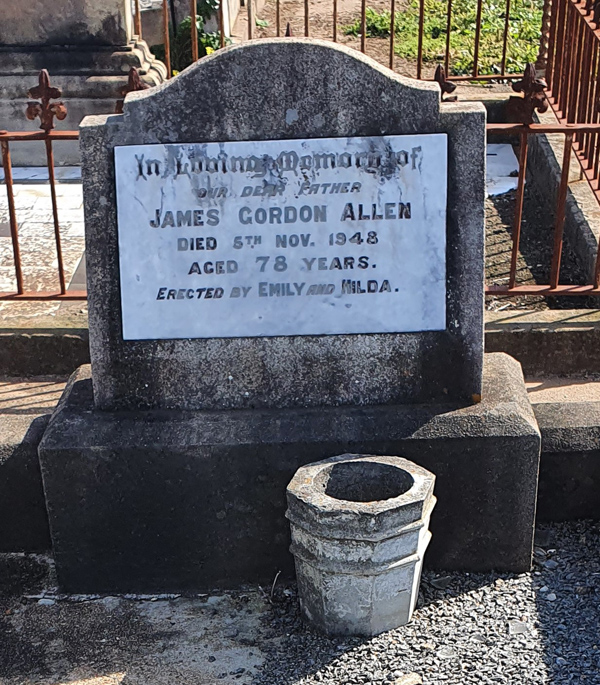 In Loving Memory of
OUR DEAR FATHER
JAMES GORDON ALLEN
DIED 5TH NOV. 1948
AGED 78 YEARS.
ERECTED BY EMILY AND HILDA.